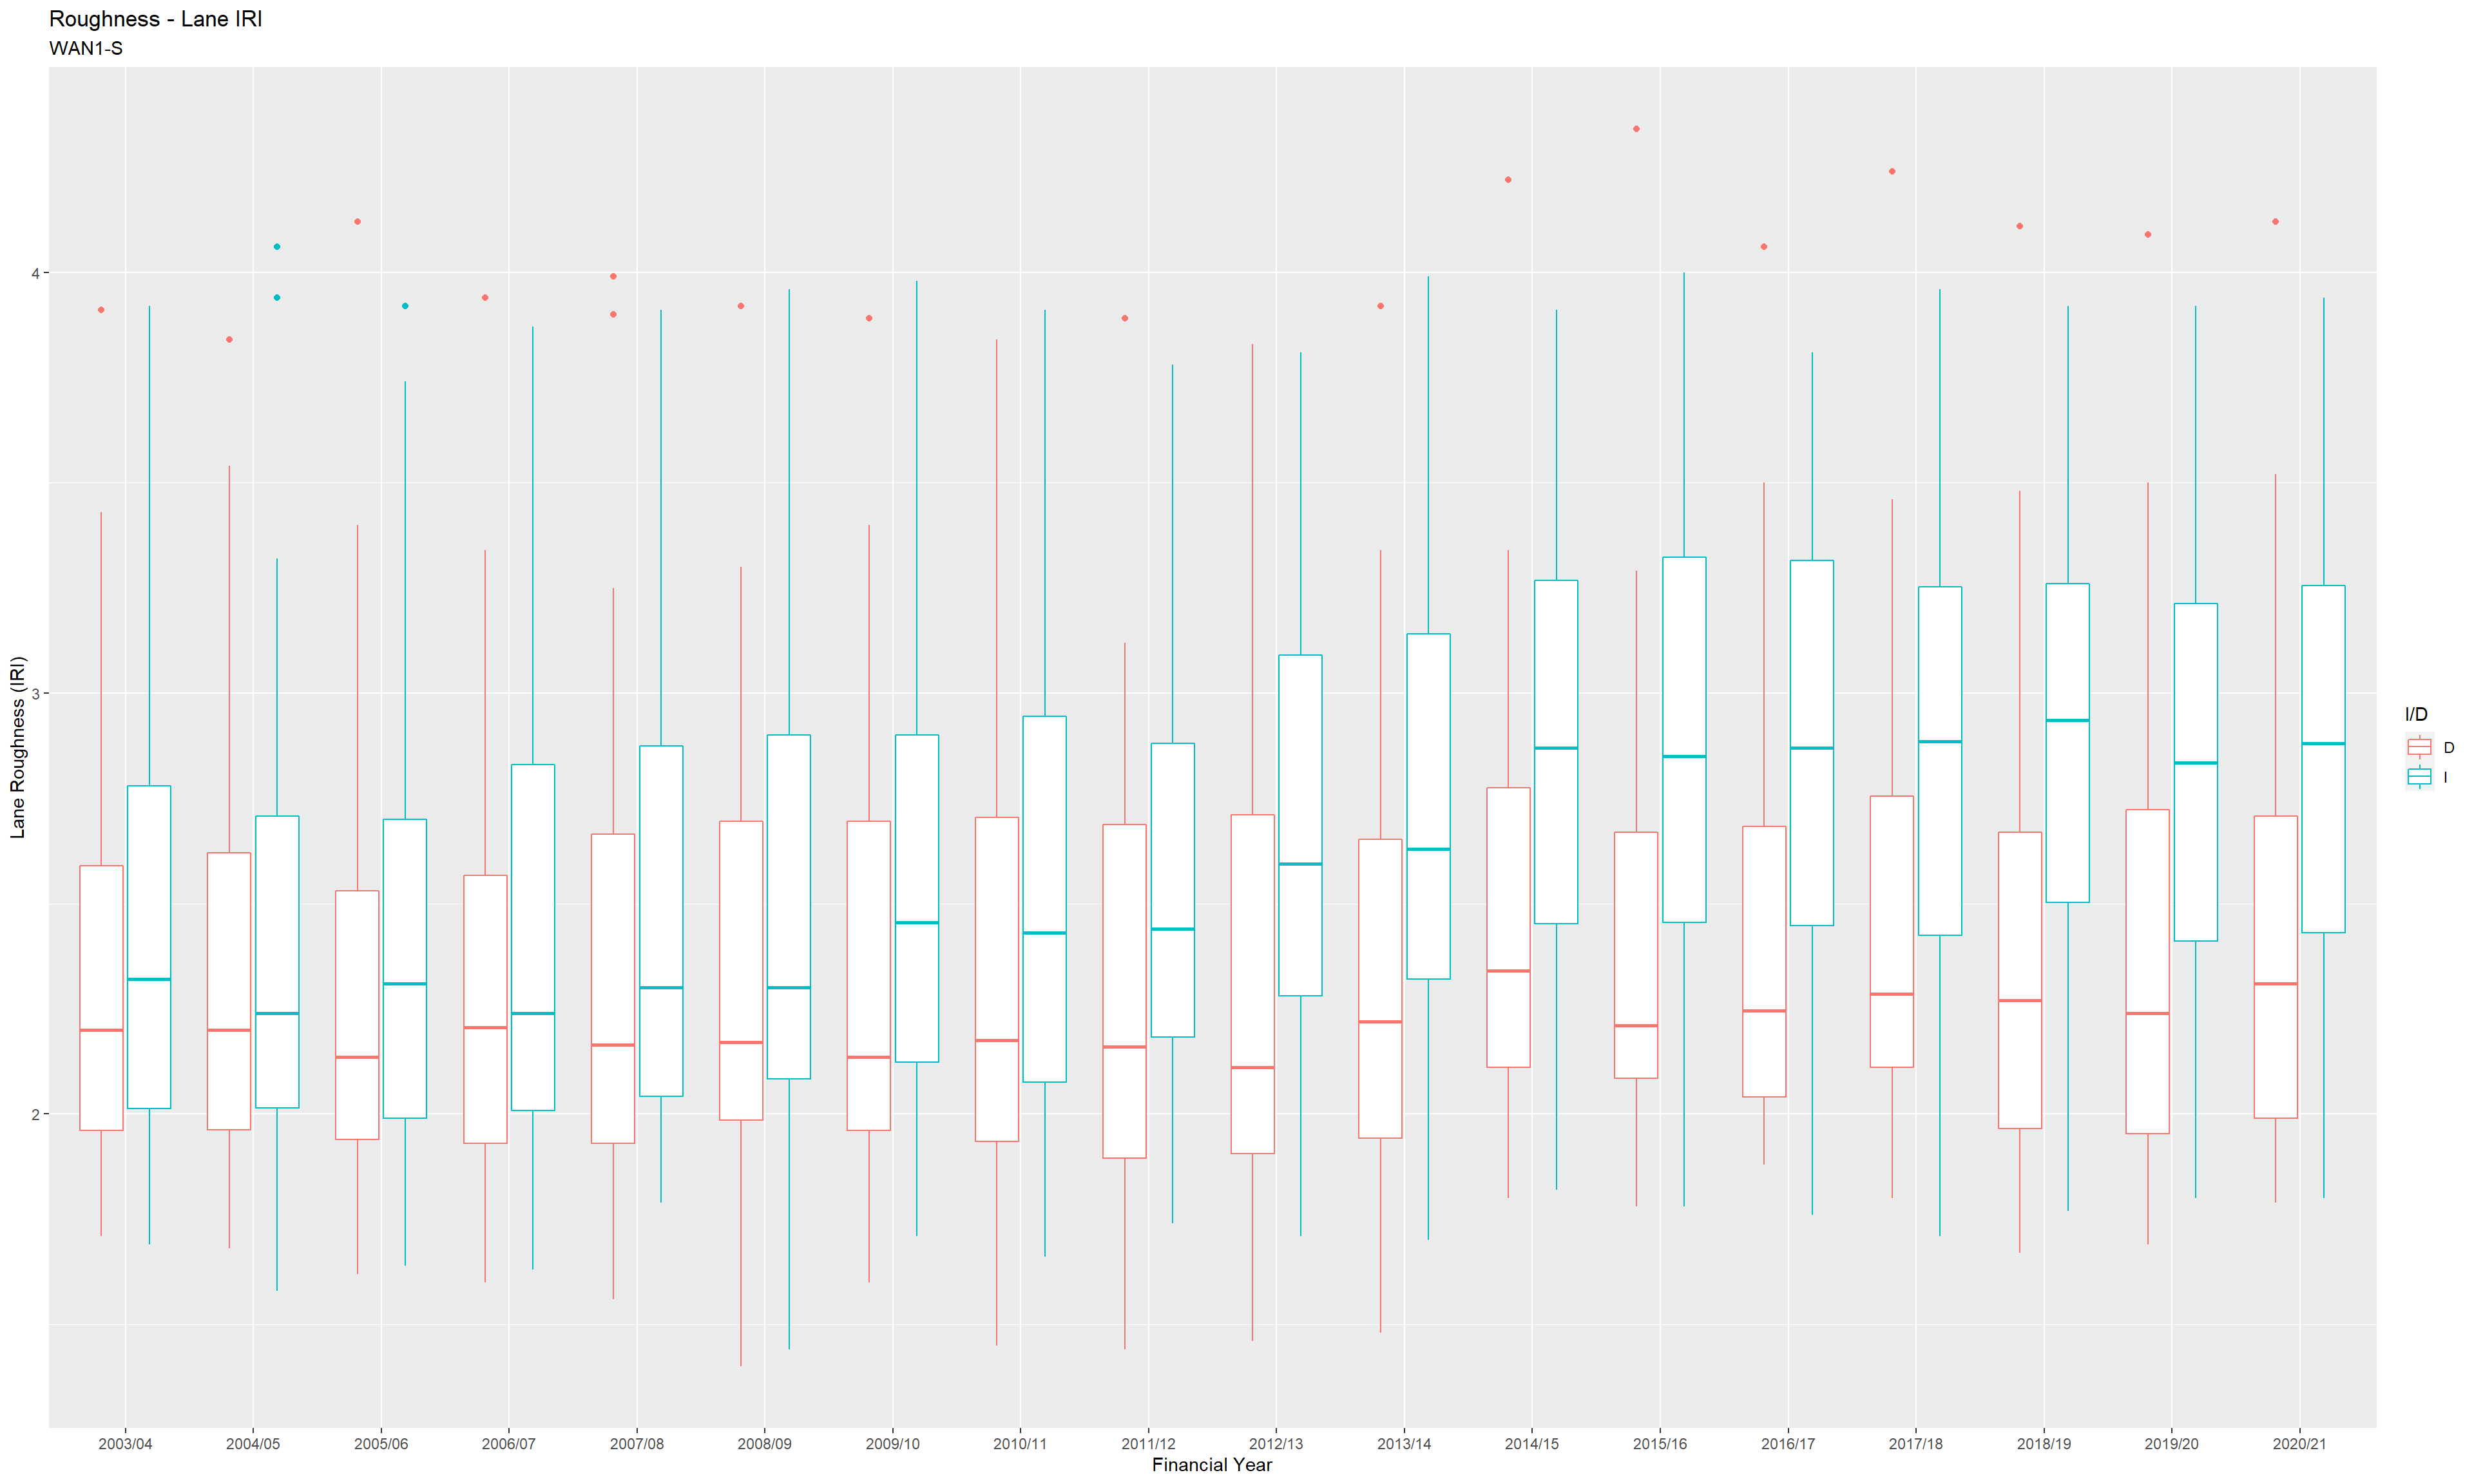 Roughness - Lane IRI
WAN1-S
Lane Roughness (IRI)
4
3
2
2003/04 2004/05 2005/06 2006/07 2007/08 2008/09 2009/10 2010/11 2011/12 2012/13 2013/14 2014/15 2015/16 2016/17 2017/18 2018/19 2019/20 2020/21
Financial Year
I/D
D
I